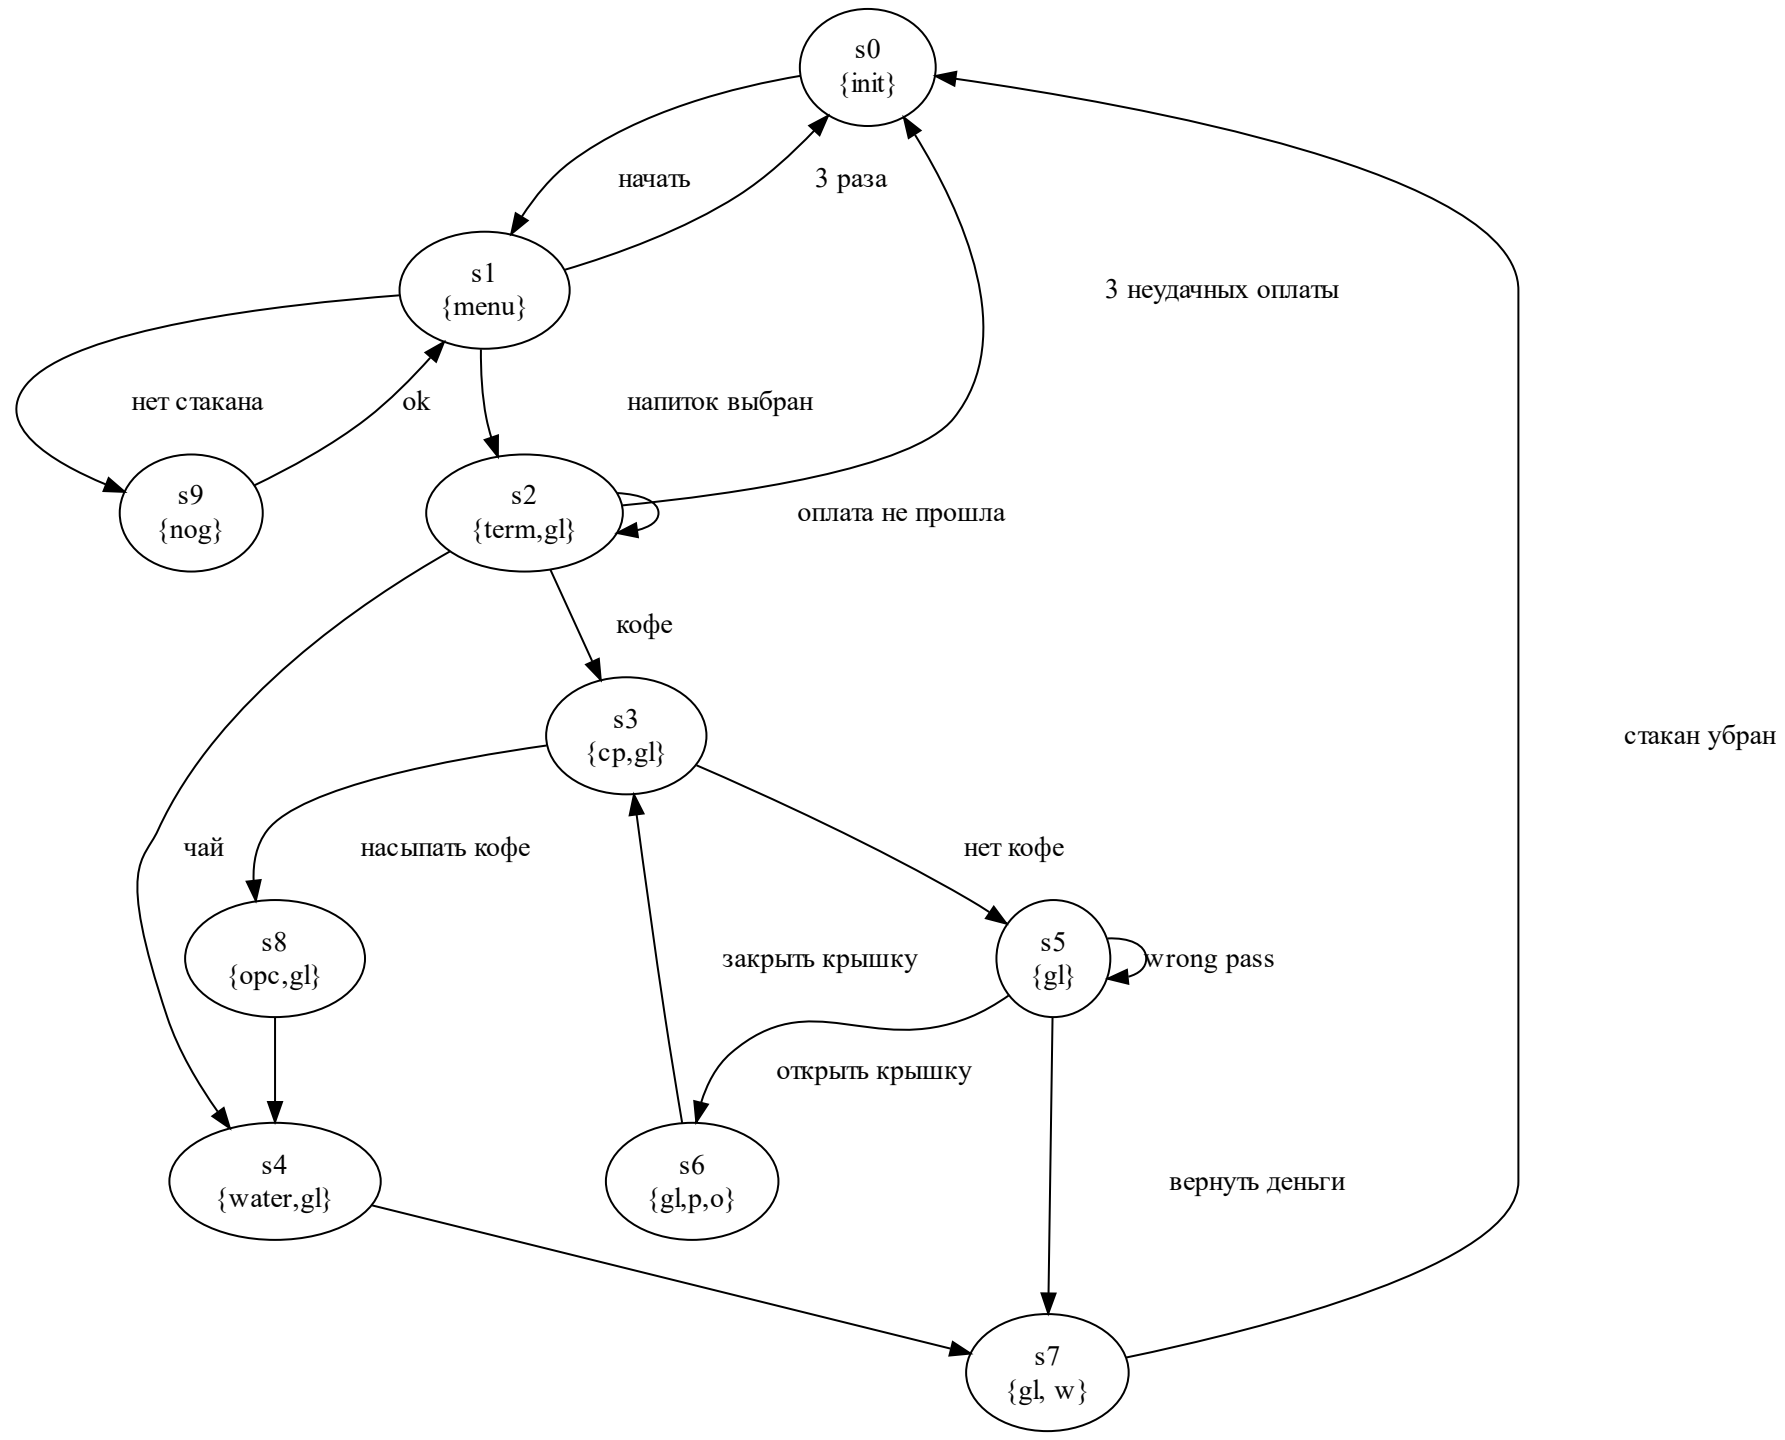 s0
{init}
начать
3 раза
s1
{menu}
3 неудачных оплаты
нет стакана
ok
напиток выбран
s9
{nog}
s2
{term,gl}
оплата не прошла
кофе
s3
{cp,gl}
стакан убран
чай
насыпать кофе
нет кофе
s8
{opc,gl}
закрыть крышку
s5
{gl}
wrong pass
открыть крышку
s4
{water,gl}
s6
{gl,p,o}
вернуть деньги
s7
{gl, w}